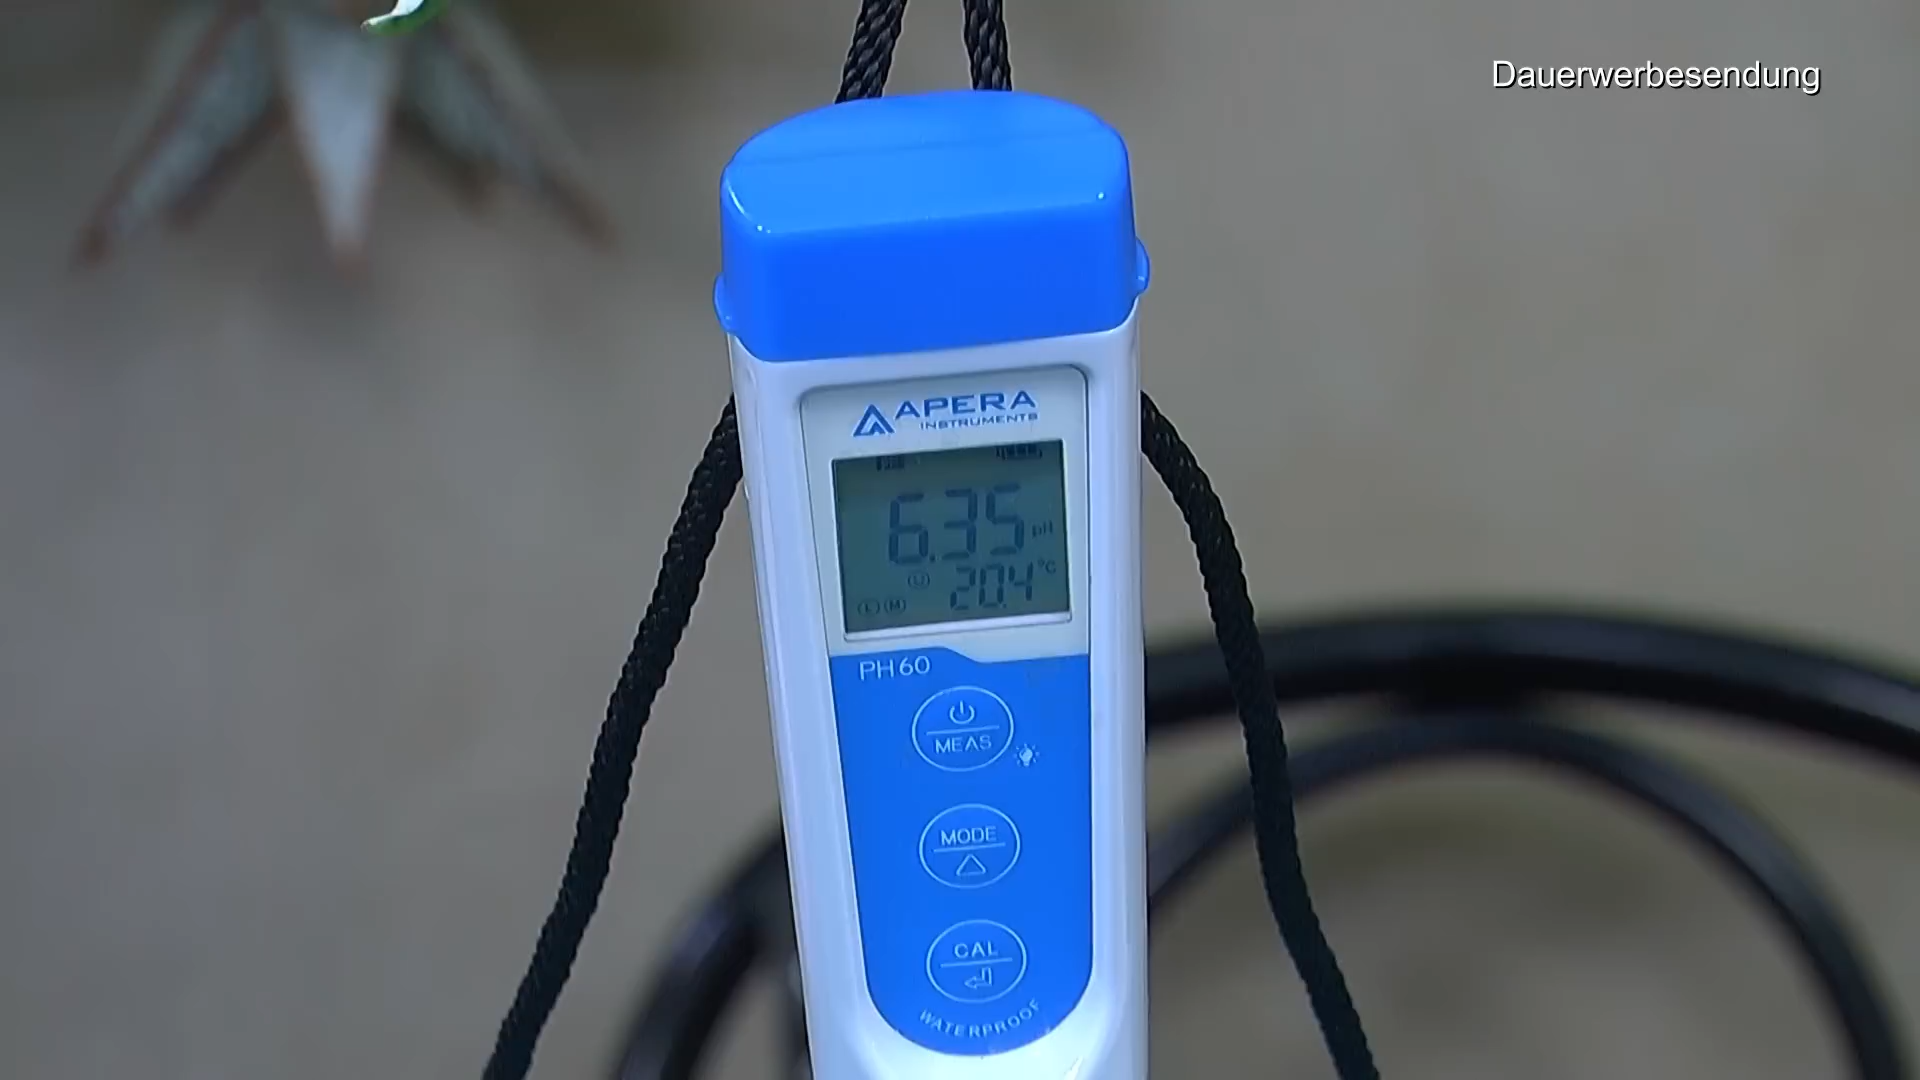 Dauerwerbesendung
APERA
INSTRUMENTS
6.35 pH
20.4 °C
L M
PH60
MEAS
MODE
CAL
WATERPROOF